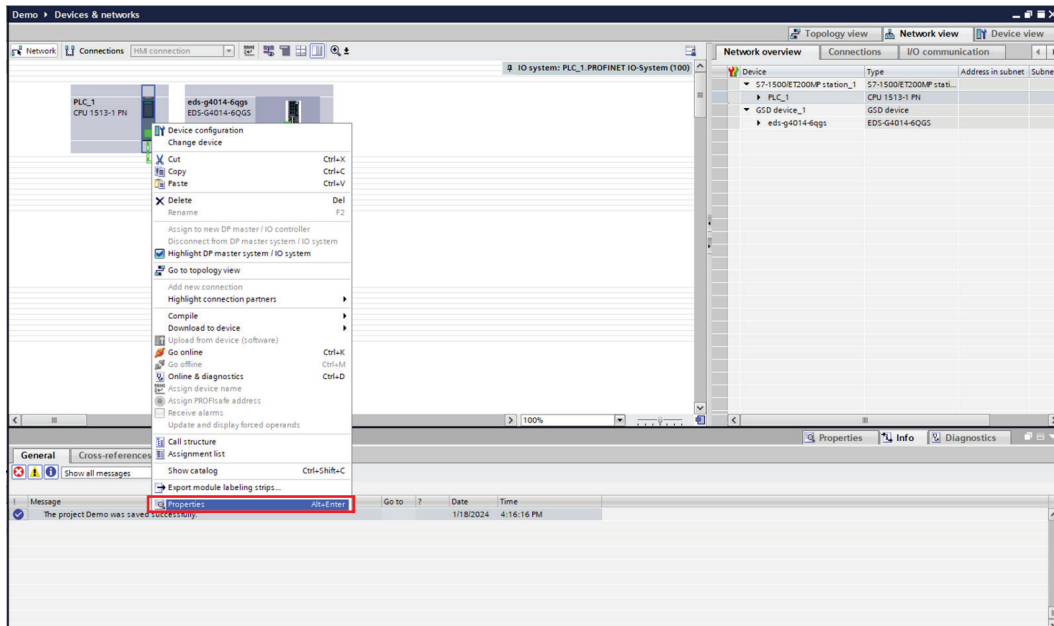 Demo ▸ Devices & networks
Topology view Network view Device view
Network Connections HMI connection
Network overview Connections I/O communication
IO system: PLC_1.PROFINET IO-System (100)
Device Type Address in subnet Subne
S7-1500/ET200MP station_1 S7-1500/ET200MP stati...
PLC_1 CPU 1513-1 PN
GSD device_1 GSD device
eds-g4014-6qgs EDS-G4014-6QGS
PLC_1
CPU 1513-1 PN
eds-g4014-6qgs
EDS-G4014-6QGS
Device configuration
Change device
Cut Ctrl+X
Copy Ctrl+C
Paste Ctrl+V
Delete Del
Rename F2
Assign to new DP master / IO controller
Disconnect from DP master system / IO system
Highlight DP master system / IO system
Go to topology view
Add new connection
Highlight connection partners
Compile
Download to device
Upload from device (software)
Go online Ctrl+K
Go offline Ctrl+M
Online & diagnostics Ctrl+D
Assign device name
Assign PROFIsafe address
Receive alarms
Update and display forced operands
Call structure
Assignment list
Show catalog Ctrl+Shift+C
Export module labeling strips...
Properties Alt+Enter
100%
Properties Info Diagnostics
General Cross-references
Show all messages
! Message Go to ? Date Time
The project Demo was saved successfully. 1/18/2024 4:16:16 PM